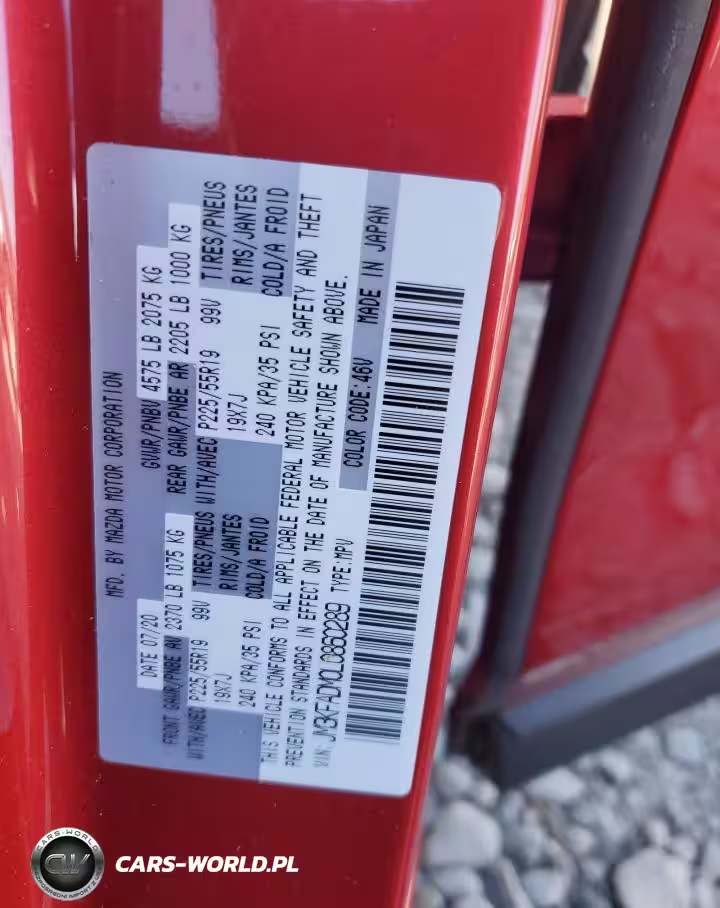 MFD. BY MAZDA MOTOR CORPORATION
DATE 07/20 GVWR/PNBV 4575 LB 2075 KG
FRONT GAWR/PNBE AV 2370 LB 1075 KG REAR GAWR/PNBE AR 2205 LB 1000 KG
WITH/AVEC P225/55R19 99V TIRES/PNEUS WITH/AVEC P225/55R19 99V TIRES/PNEUS
19X7J RIMS/JANTES 19X7J RIMS/JANTES
240 KPA/35 PSI COLD/A FROID 240 KPA/35 PSI COLD/A FROID
THIS VEHICLE CONFORMS TO ALL APPLICABLE FEDERAL MOTOR VEHICLE SAFETY AND THEFT
PREVENTION STANDARDS IN EFFECT ON THE DATE OF MANUFACTURE SHOWN ABOVE.
VIN: TYPE:MPV COLOR CODE:46V MADE IN JAPAN
CARS-WORLD
CW
CARS-WORLD.PL